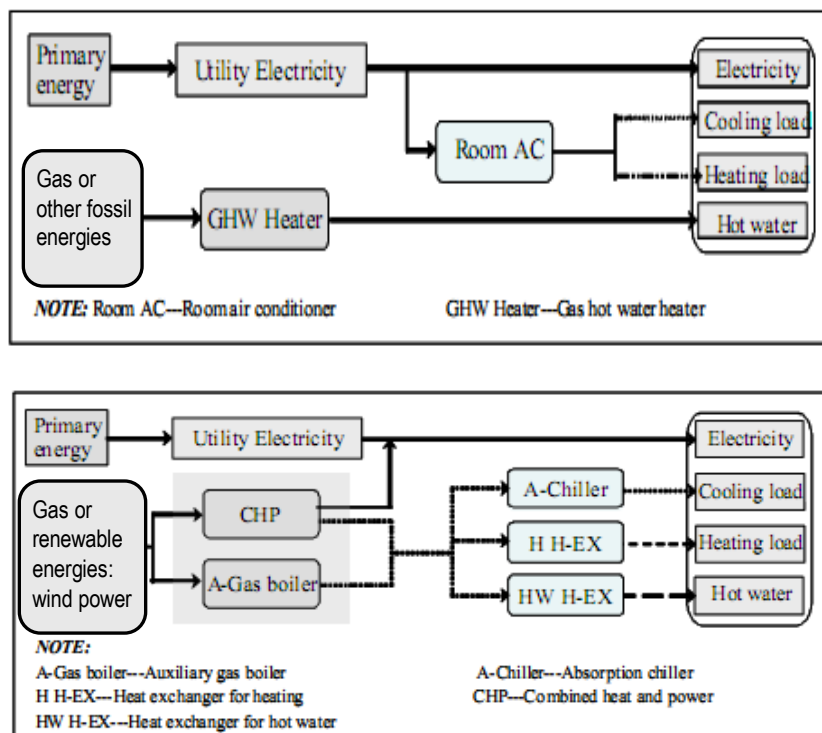 Primary
energy
Utility Electricity
Electricity
Cooling load
Room AC
Heating load
Gas or
other fossil
energies
GHW Heater
Hot water
NOTE: Room AC---Room air conditioner
GHW Heater---Gas hot water heater
Primary
energy
Utility Electricity
Electricity
Gas or
renewable
energies:
wind power
CHP
A-Chiller
Cooling load
H H-EX
Heating load
A-Gas boiler
HW H-EX
Hot water
NOTE:
A-Gas boiler---Auxiliary gas boiler
A-Chiller---Absorption chiller
H H-EX---Heat exchanger for heating
CHP---Combined heat and power
HW H-EX---Heat exchanger for hot water